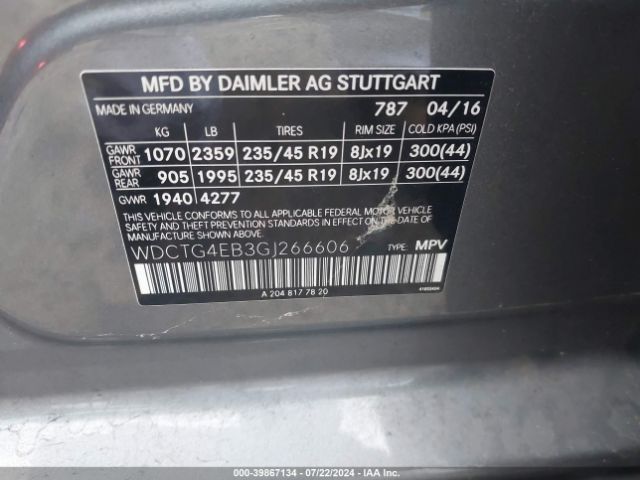 MFD BY DAIMLER AG STUTTGART
MADE IN GERMANY 787 04/16
KG LB TIRES RIM SIZE COLD KPA (PSI)
GAWR FRONT 1070 2359 235/45 R19 8Jx19 300(44)
GAWR REAR 905 1995 235/45 R19 8Jx19 300(44)
GVWR 1940 4277
THIS VEHICLE CONFORMS TO ALL APPLICABLE FEDERAL MOTOR VEHICLE
SAFETY AND THEFT PREVENTION STANDARDS IN EFFECT ON THE DATE OF
MANUFACTURE SHOWN ABOVE.
WDCTG4EB3GJ266606 TYPE: MPV
A 204 817 78 20
000-39867134 - 07/22/2024 - IAA Inc.